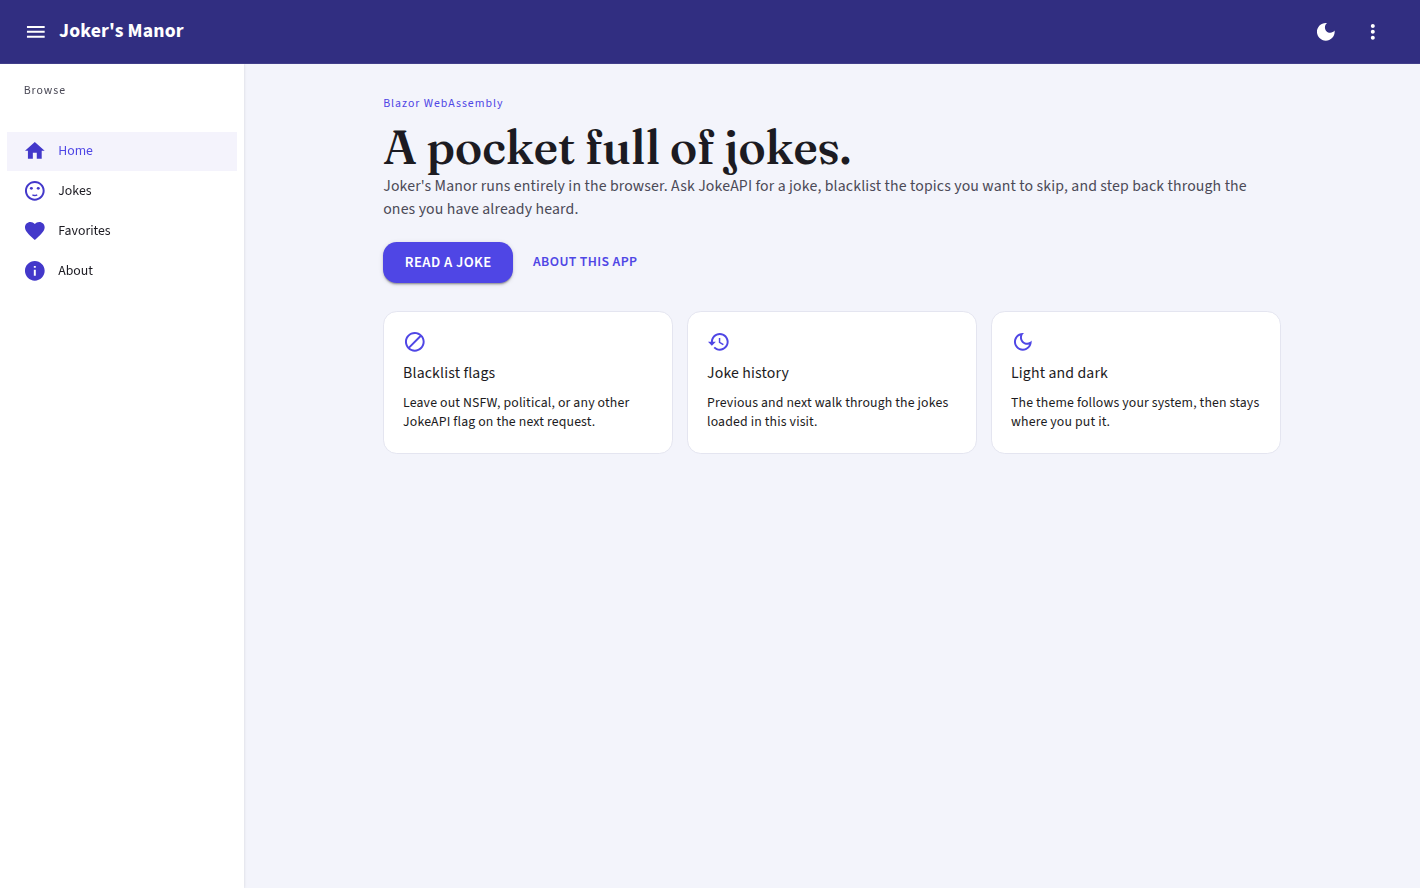 Joker's Manor
Browse
Home
Jokes
Favorites
About
Blazor WebAssembly
A pocket full of jokes.
Joker's Manor runs entirely in the browser. Ask JokeAPI for a joke, blacklist the topics you want to skip, and step back through the
ones you have already heard.
READ A JOKE
ABOUT THIS APP
Blacklist flags
Leave out NSFW, political, or any other
JokeAPI flag on the next request.
Joke history
Previous and next walk through the jokes
loaded in this visit.
Light and dark
The theme follows your system, then stays
where you put it.